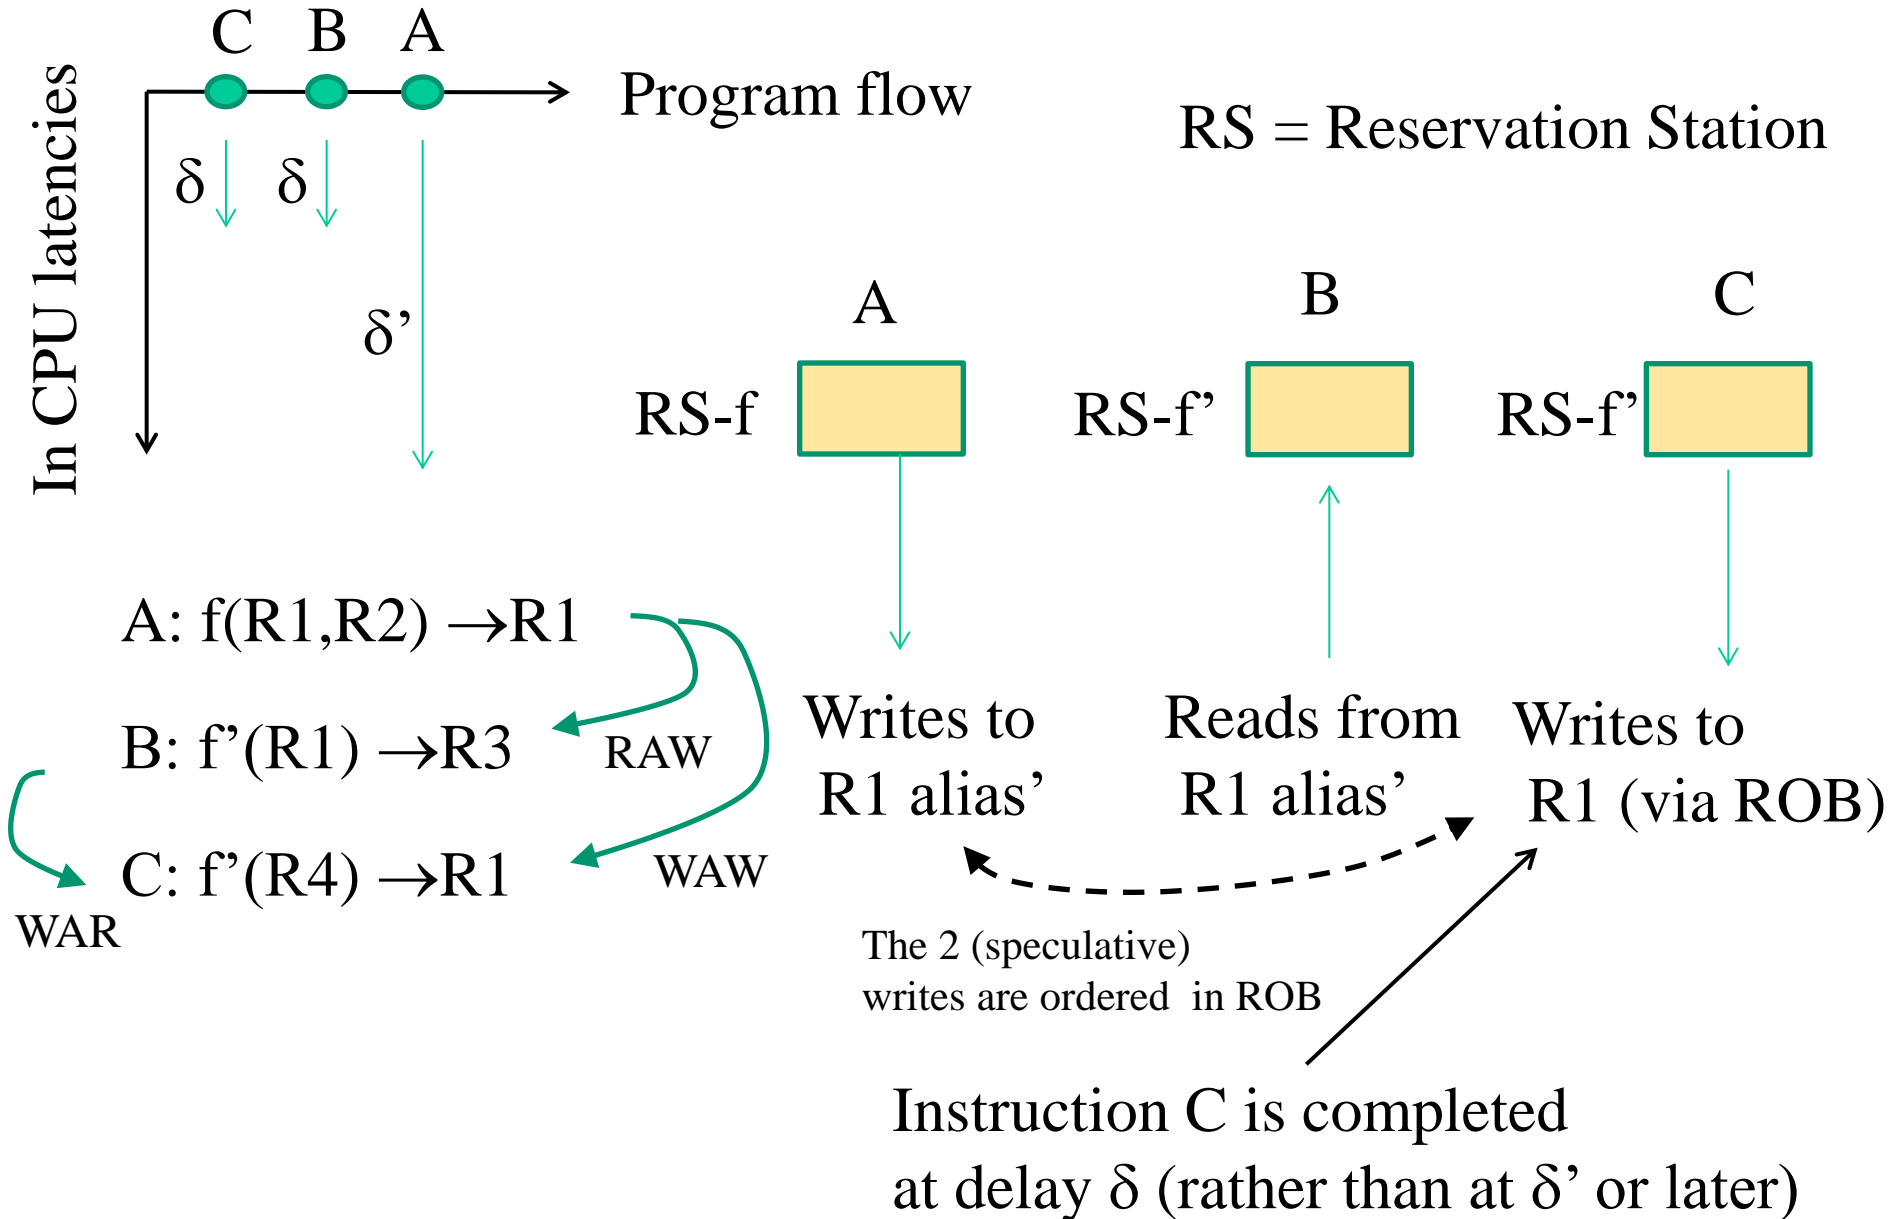 C B A
Program flow
In CPU latencies
δ δ
δ’
RS = Reservation Station
A B C
RS-f RS-f’ RS-f’
A: f(R1,R2) →R1
B: f’(R1) →R3
C: f’(R4) →R1
RAW
WAW
WAR
Writes to
R1 alias’
Reads from
R1 alias’
Writes to
R1 (via ROB)
The 2 (speculative)
writes are ordered in ROB
Instruction C is completed
at delay δ (rather than at δ’ or later)